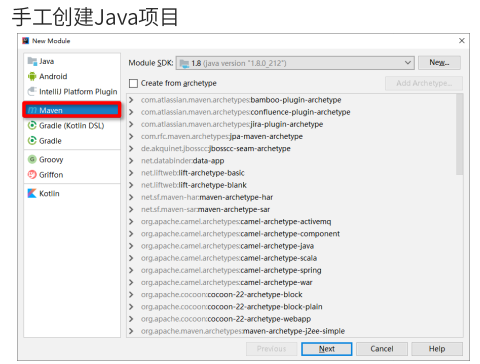 手工创建Java项目
New Module
Java
Android
IntelliJ Platform Plugin
Maven
Gradle (Kotlin DSL)
Gradle
Groovy
Griffon
Kotlin
Module SDK: 1.8 (java version "1.8.0_212") New...
Create from archetype Add Archetype...
com.atlassian.maven.archetypes:bamboo-plugin-archetype
com.atlassian.maven.archetypes:confluence-plugin-archetype
com.atlassian.maven.archetypes:jira-plugin-archetype
com.rfc.maven.archetypes:jpa-maven-archetype
de.akquinet.jbosscc:jbosscc-seam-archetype
net.databinder:data-app
net.liftweb:lift-archetype-basic
net.liftweb:lift-archetype-blank
net.sf.maven-har:maven-archetype-har
net.sf.maven-sar:maven-archetype-sar
org.apache.camel.archetypes:camel-archetype-activemq
org.apache.camel.archetypes:camel-archetype-component
org.apache.camel.archetypes:camel-archetype-java
org.apache.camel.archetypes:camel-archetype-scala
org.apache.camel.archetypes:camel-archetype-spring
org.apache.camel.archetypes:camel-archetype-war
org.apache.cocoon:cocoon-22-archetype-block
org.apache.cocoon:cocoon-22-archetype-block-plain
org.apache.cocoon:cocoon-22-archetype-webapp
org.apache.maven.archetypes:maven-archetype-j2ee-simple
Previous Next Cancel Help